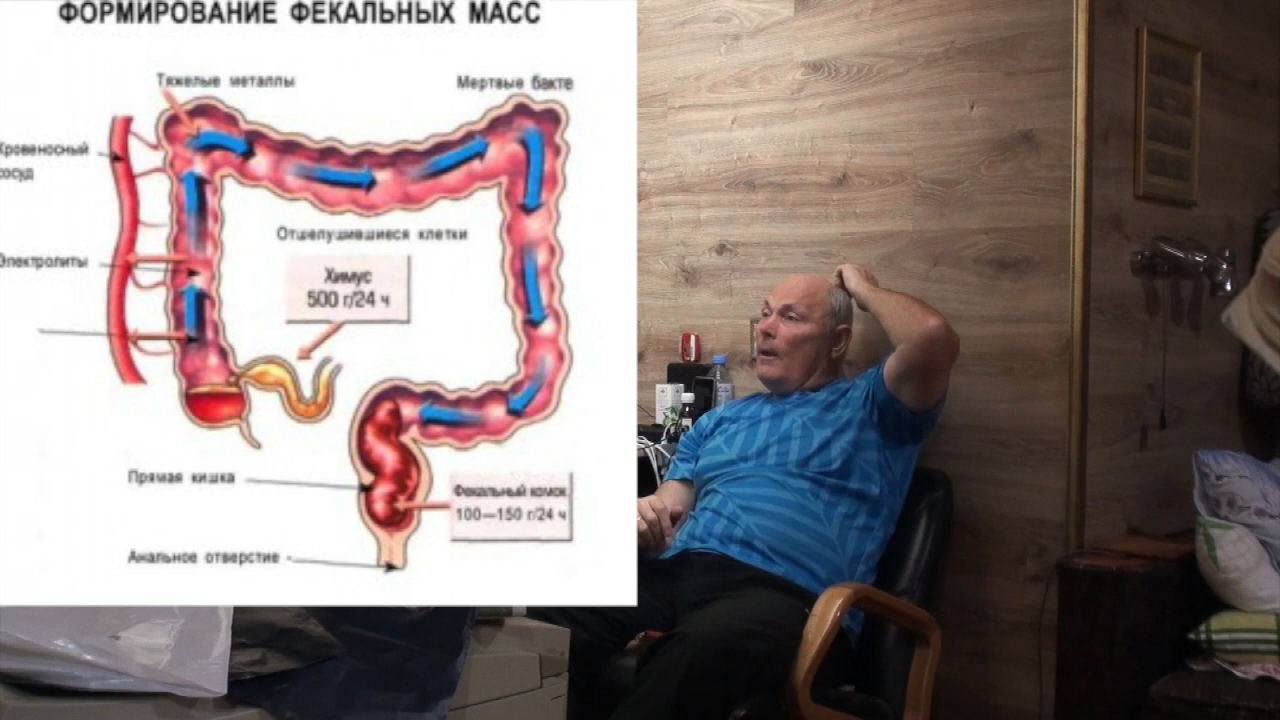 ФОРМИРОВАНИЕ ФЕКАЛЬНЫХ МАСС
Тяжелые металлы
Мертвые бакте
Кровеносный
сосуд
Отшелушившиеся клетки
Электролиты
Химус
500 г/24 ч
Прямая кишка
Фекальный комок
100—150 г/24 ч
Анальное отверстие